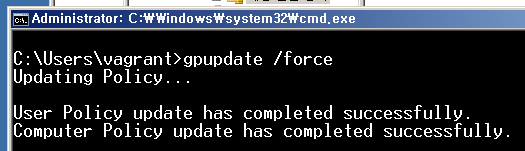 Administrator: C:₩Windows₩system32₩cmd.exe
C:\Users\vagrant>gpupdate /force
Updating Policy...
User Policy update has completed successfully.
Computer Policy update has completed successfully.